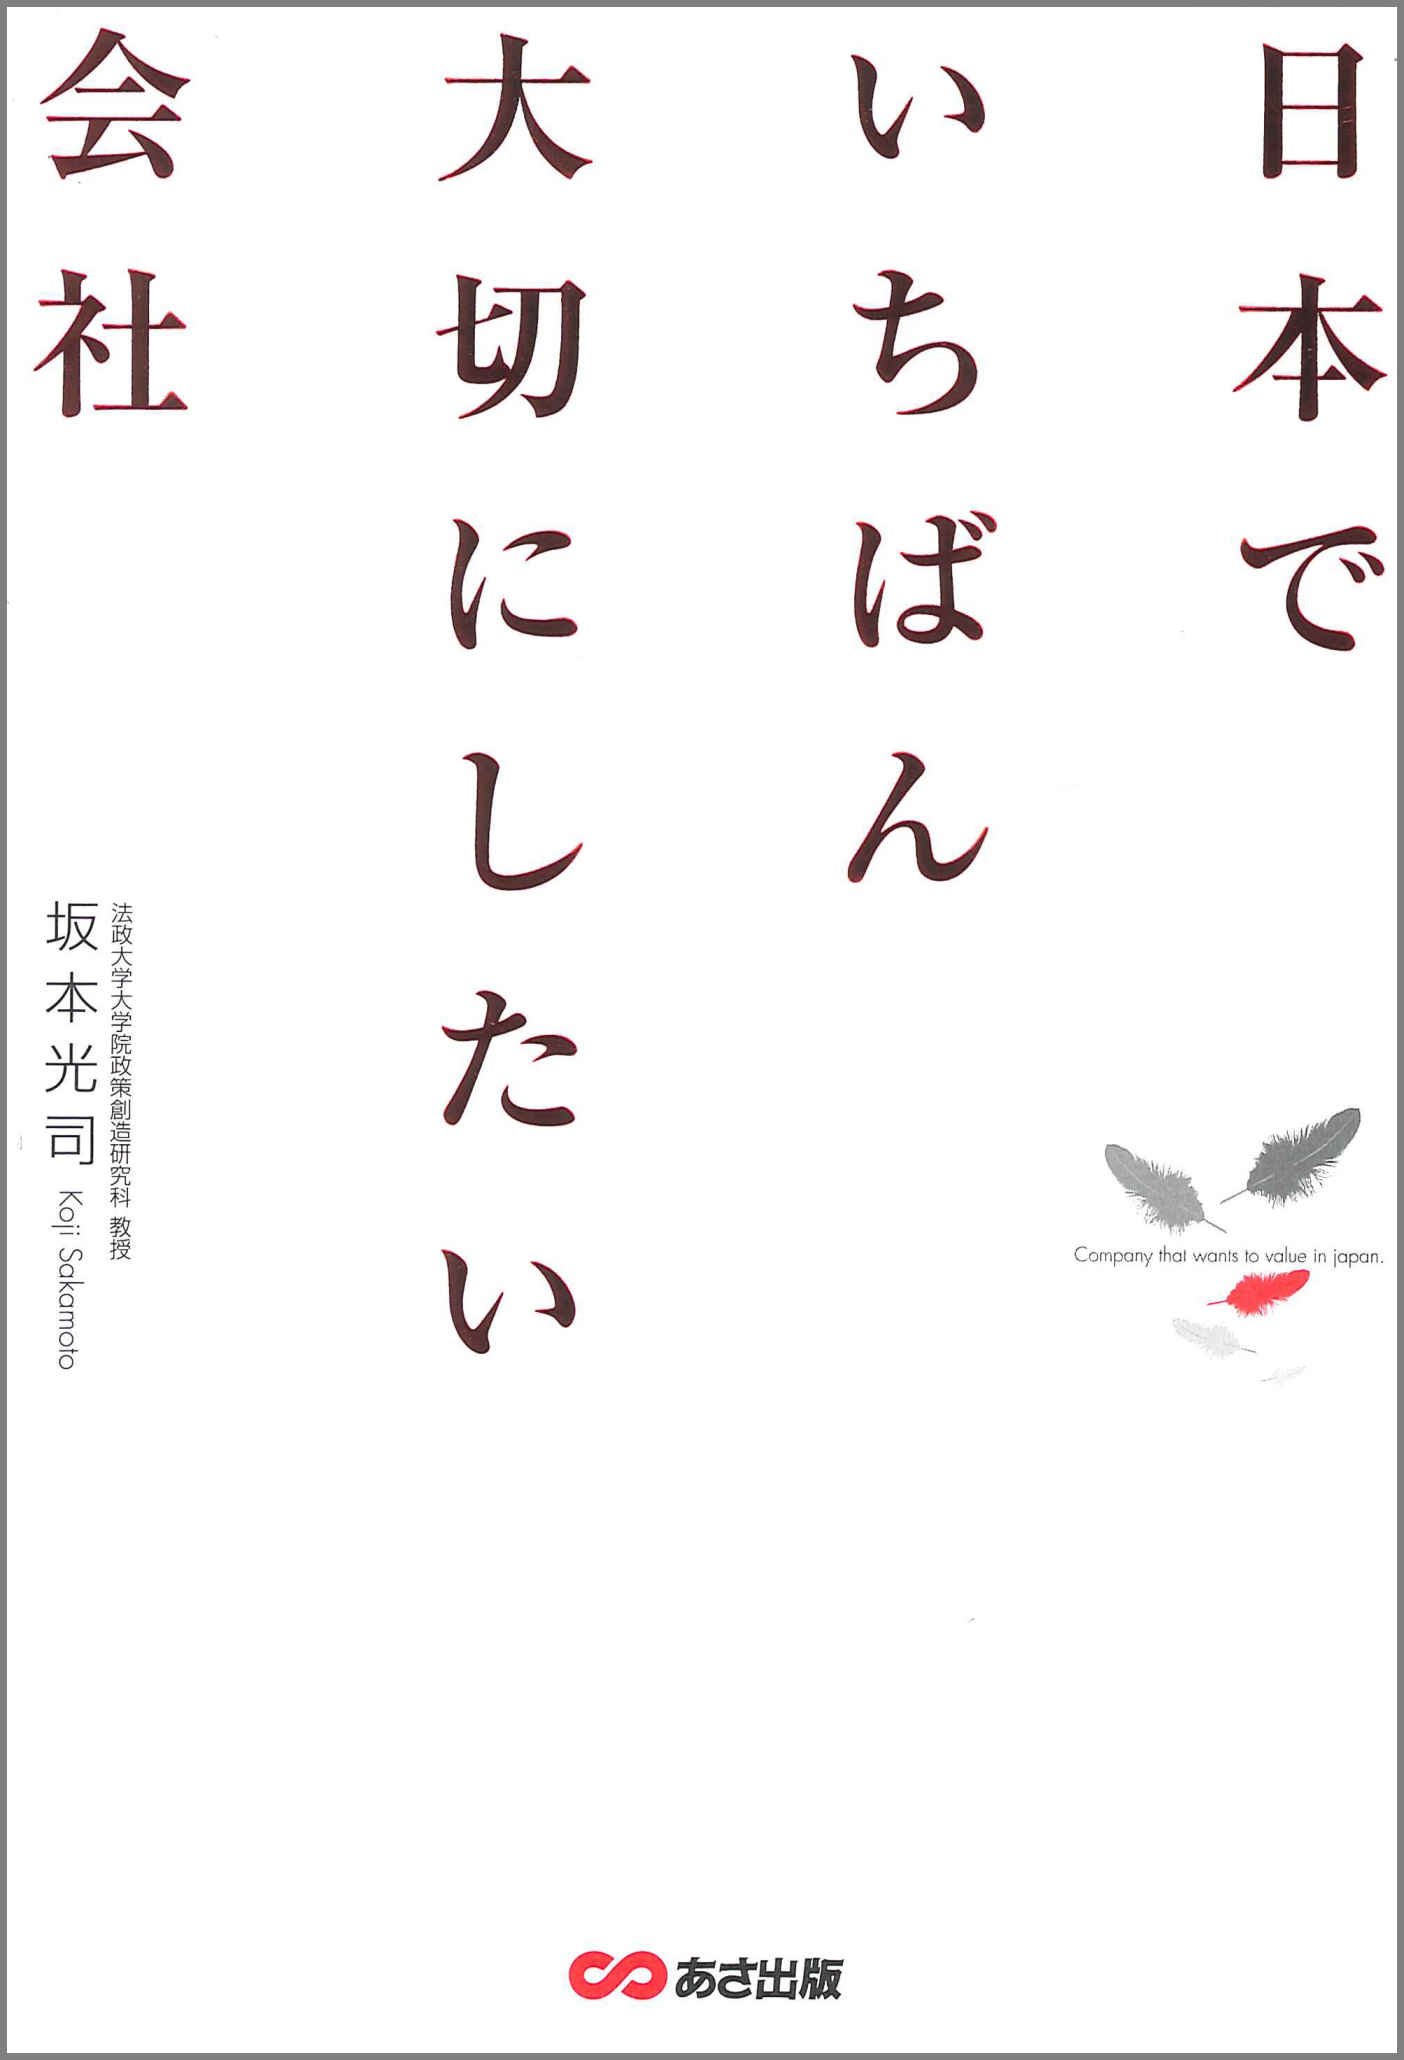 日本で
いちばん
大切にしたい
会社
Company that wants to value in japan.
法政大学大学院政策創造研究科 教授
坂本光司 Koji Sakamoto
あさ出版